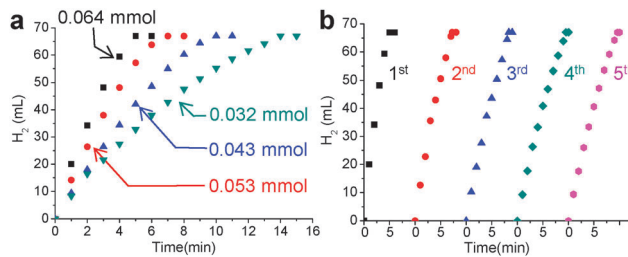 a
H₂ (mL)
70
60
50
40
30
20
10
0
0.064 mmol
0.032 mmol
0.043 mmol
0.053 mmol
0 2 4 6 8 10 12 14 16
Time(min)
b
H₂ (mL)
70
60
50
40
30
20
10
0
1st 2nd 3rd 4th
0 5 0 5 0 5 0 5 0 5 0
Time(min)